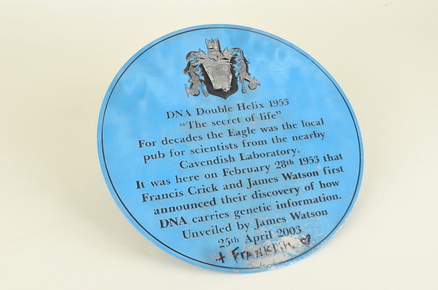 DNA Double Helix 1953
"The secret of life"
For decades the Eagle was the local
pub for scientists from the nearby
Cavendish Laboratory.
It was here on February 28th 1953 that
Francis Crick and James Watson first
announced their discovery of how
DNA carries genetic information.
Unveiled by James Watson
25th April 2003
+ FRANKLIN ♡